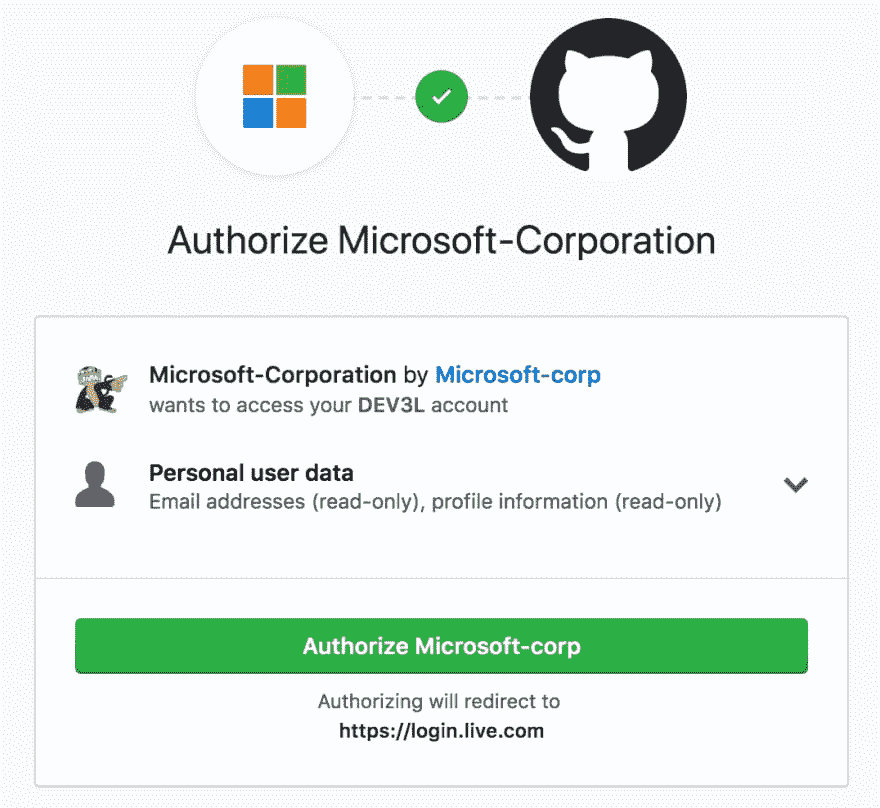 Authorize Microsoft-Corporation
Microsoft-Corporation by Microsoft-corp
wants to access your DEV3L account
Personal user data
Email addresses (read-only), profile information (read-only)
Authorize Microsoft-corp
Authorizing will redirect to
https://login.live.com